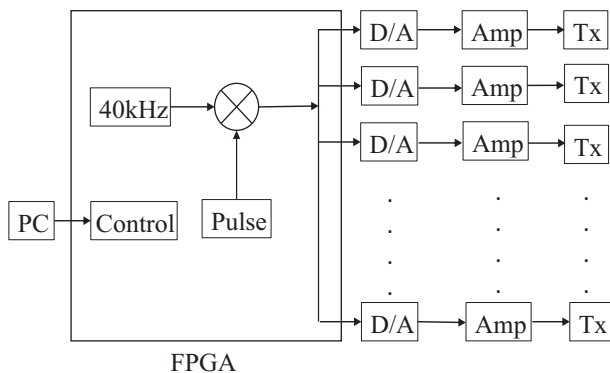 D/A Amp Tx
40kHz D/A Amp Tx
D/A Amp Tx
PC Control Pulse
D/A Amp Tx
FPGA